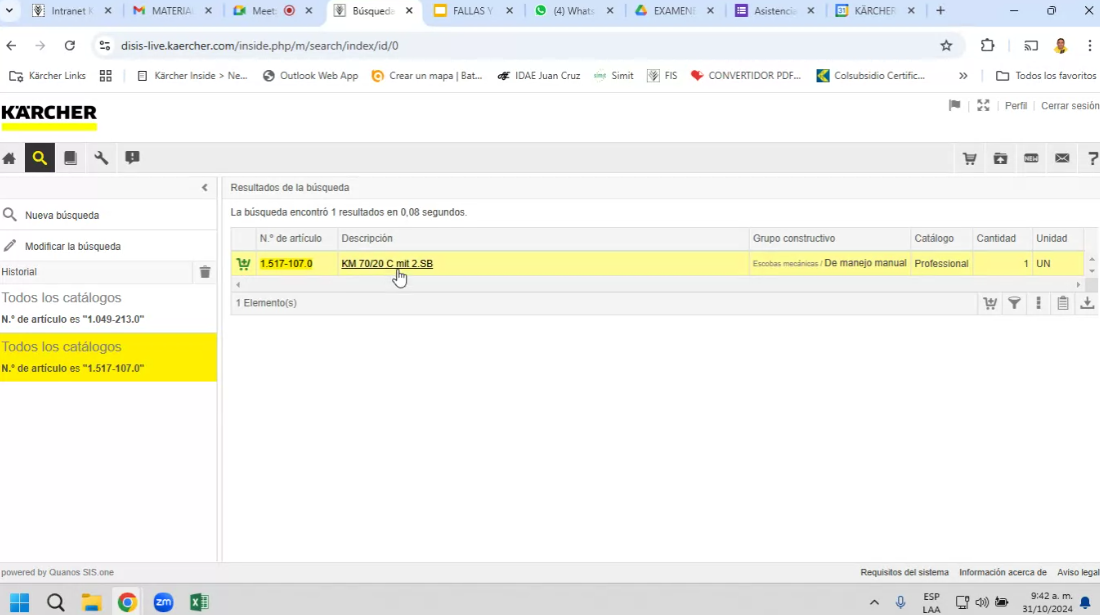 Intranet K
MATERIA
Meet
Búsqueda
FALLAS Y
(4) Whats
EXAMEN
Asistencia
KÄRCHER
disis-live.kaercher.com/inside.php/m/search/index/id/0
Kärcher Links
Kärcher Inside > Ne...
Outlook Web App
Crear un mapa | Bat...
IDAE Juan Cruz
Simit
FIS
CONVERTIDOR PDF...
Colsubsidio Certific...
»
Todos los favoritos
KÄRCHER
Perfil
Cerrar sesión
NEW
?
Resultados de la búsqueda
Nueva búsqueda
La búsqueda encontró 1 resultados en 0,08 segundos.
Modificar la búsqueda
N.º de artículo Descripción Grupo constructivo Catálogo Cantidad Unidad
1.517-107.0 KM 70/20 C mit 2.SB Escobas mecánicas / De manejo manual Professional 1 UN
Historial
Todos los catálogos
1 Elemento(s)
N.º de artículo es "1.049-213.0"
Todos los catálogos
N.º de artículo es "1.517-107.0"
powered by Quanos SIS.one
Requisitos del sistema Información acerca de Aviso legal
zm
ESP
LAA
9:42 a. m.
31/10/2024